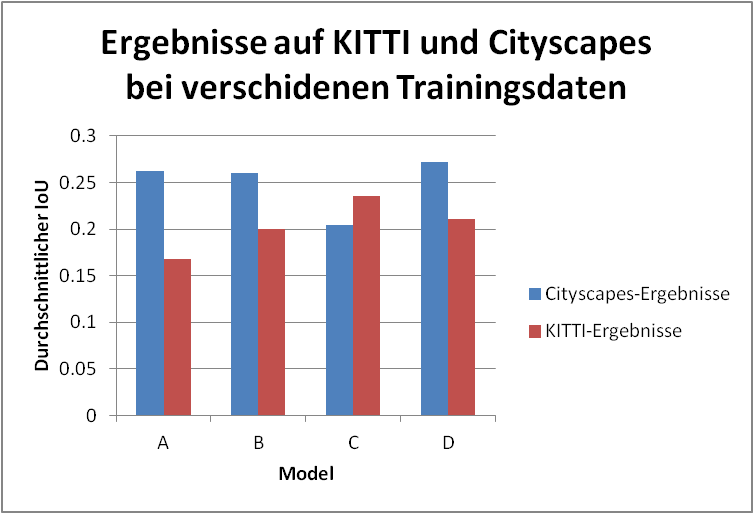 Ergebnisse auf KITTI und Cityscapes
bei verschidenen Trainingsdaten
0.3
0.25
0.2
0.15
0.1
0.05
0
Durchschnittlicher IoU
A B C D
Model
Cityscapes-Ergebnisse
KITTI-Ergebnisse